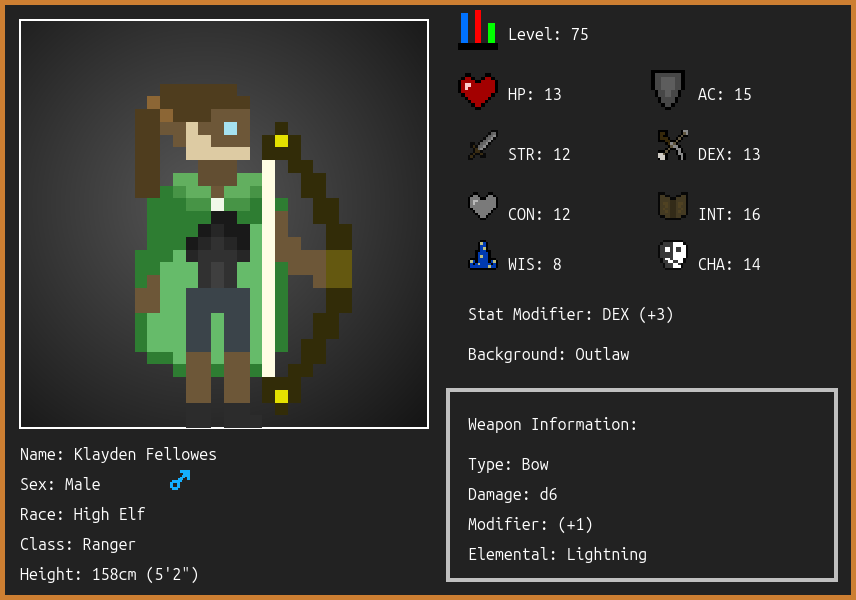 Level: 75
HP: 13
AC: 15
STR: 12
DEX: 13
CON: 12
INT: 16
WIS: 8
CHA: 14
Stat Modifier: DEX (+3)
Background: Outlaw
Weapon Information:
Type: Bow
Damage: d6
Modifier: (+1)
Elemental: Lightning
Name: Klayden Fellowes
Sex: Male
Race: High Elf
Class: Ranger
Height: 158cm (5'2")